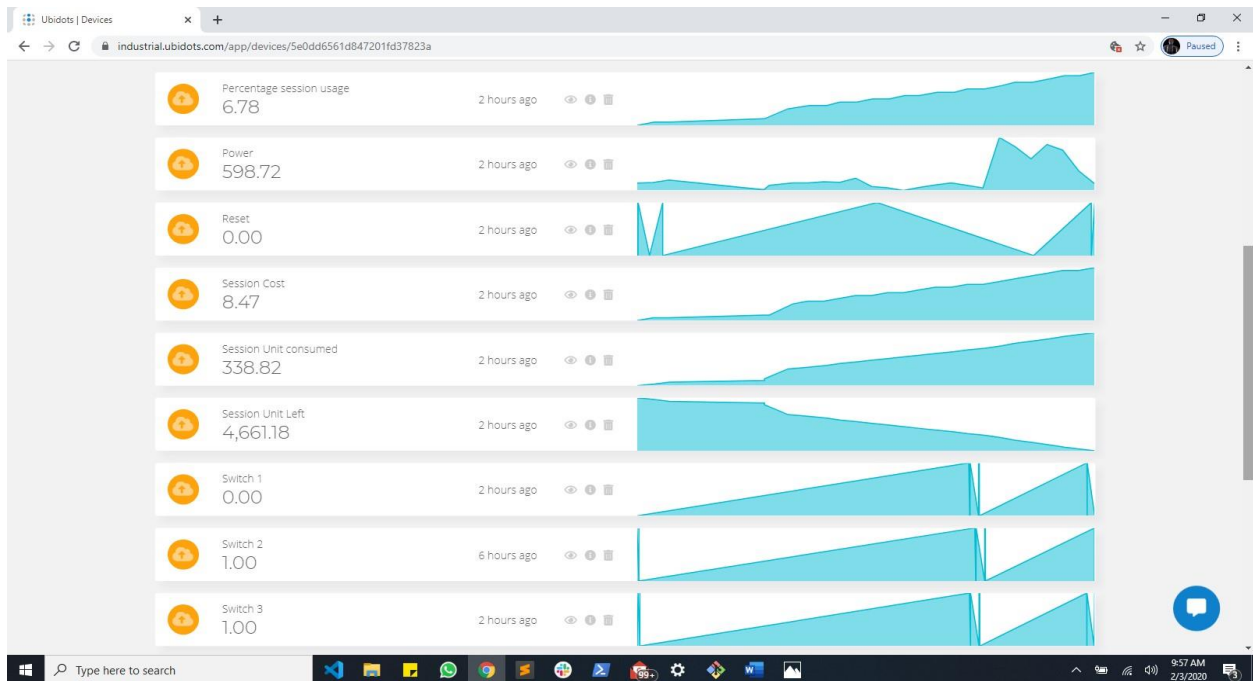 Ubidots | Devices
industrial.ubidots.com/app/devices/5e0dd6561d847201fd37823a
Paused
Percentage session usage
6.78
2 hours ago
Power
598.72
2 hours ago
Reset
0.00
2 hours ago
Session Cost
8.47
2 hours ago
Session Unit consumed
338.82
2 hours ago
Session Unit Left
4,661.18
2 hours ago
Switch 1
0.00
2 hours ago
Switch 2
1.00
6 hours ago
Switch 3
1.00
2 hours ago
Type here to search
99+
W
9:57 AM
2/3/2020
3